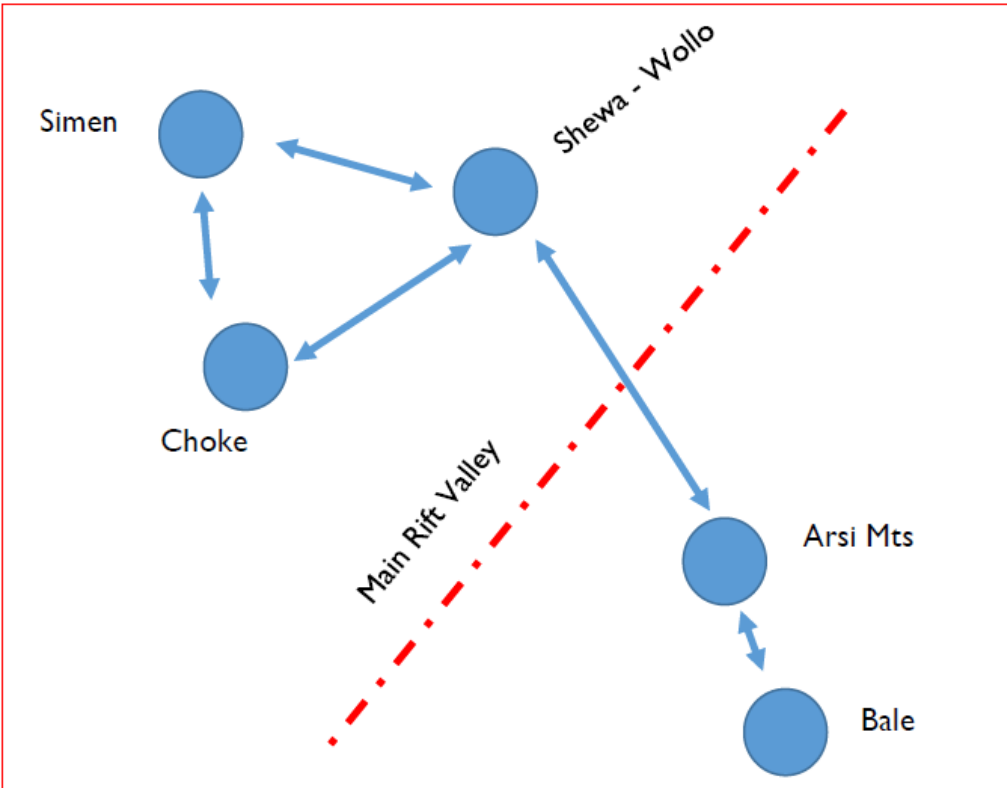 Simen
Shewa - Wollo
Choke
Main Rift Valley
Arsi Mts
Bale